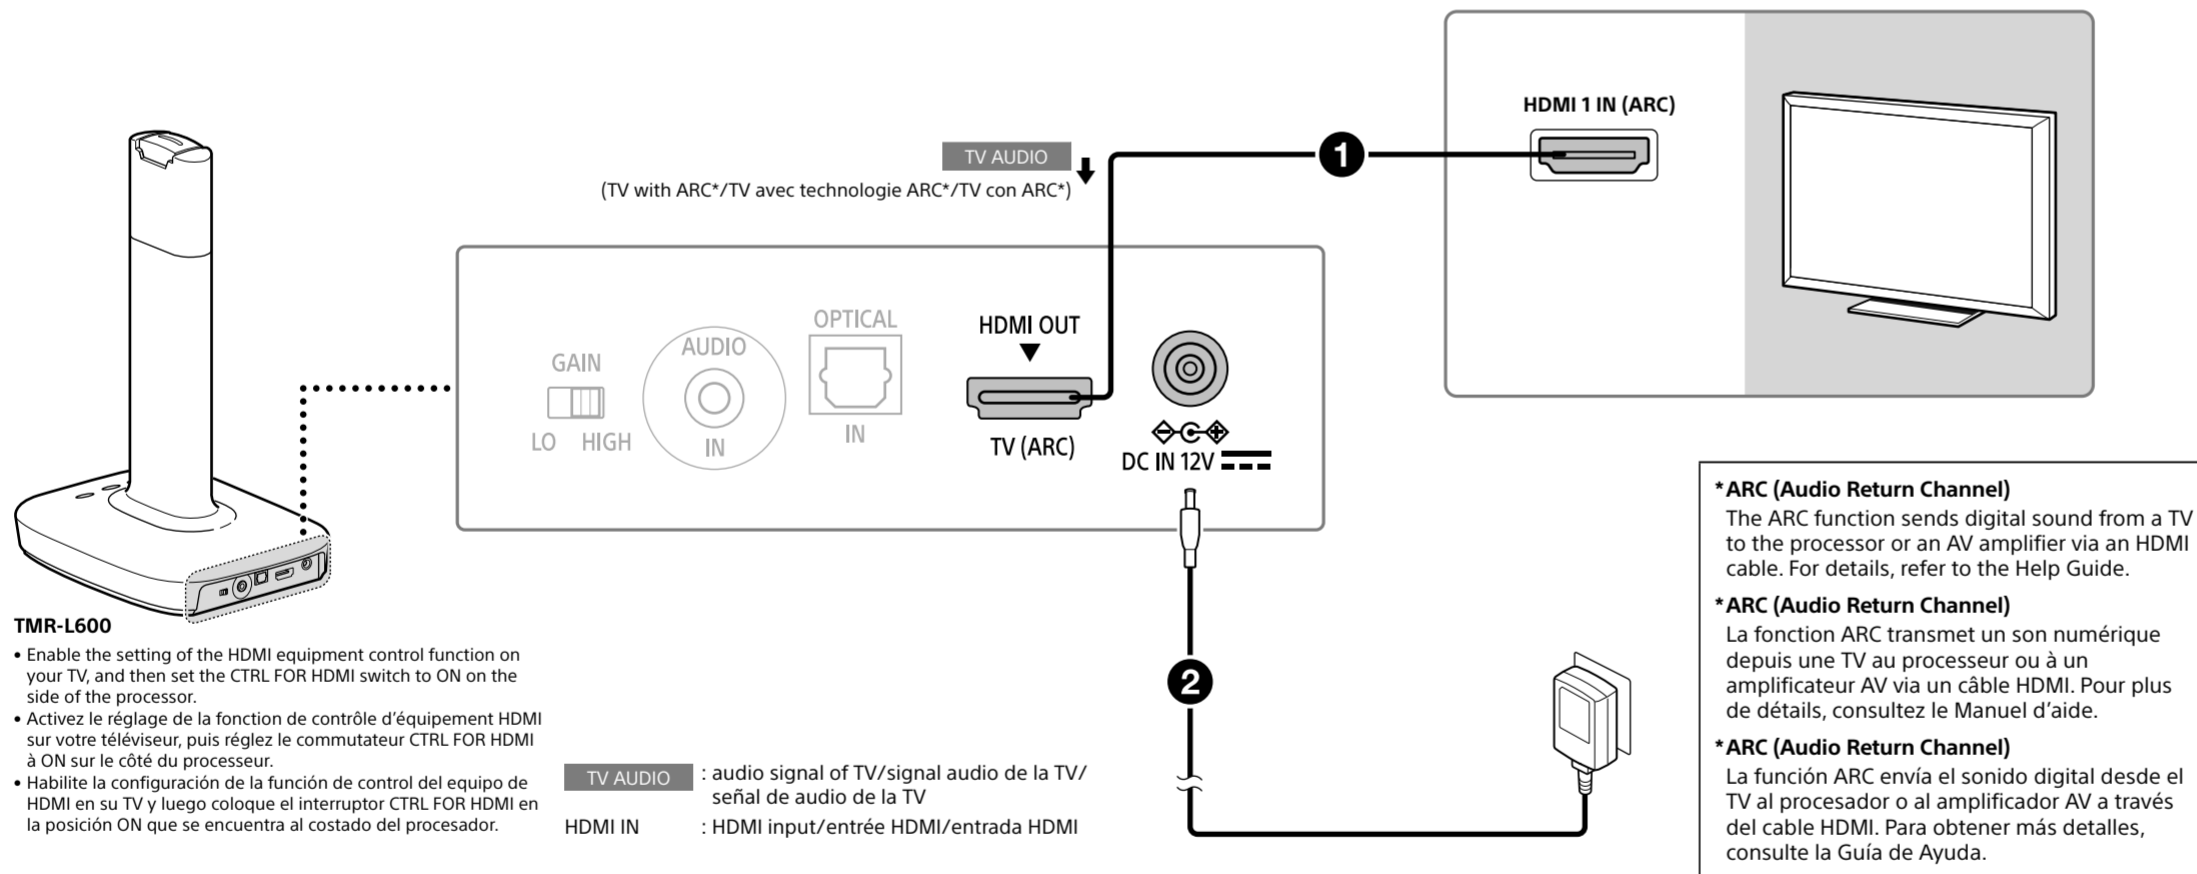 HDMI 1 IN (ARC)
TV AUDIO
1
(TV with ARC*/TV avec technologie ARC*/TV con ARC*)
GAIN
LO HIGH
AUDIO
IN
OPTICAL
IN
HDMI OUT
TV (ARC)
DC IN 12V
2
TMR-L600
• Enable the setting of the HDMI equipment control function on
your TV, and then set the CTRL FOR HDMI switch to ON on the
side of the processor.
• Activez le réglage de la fonction de contrôle d'équipement HDMI
sur votre téléviseur, puis réglez le commutateur CTRL FOR HDMI
à ON sur le côté du processeur.
• Habilite la configuración de la función de control del equipo de
HDMI en su TV y luego coloque el interruptor CTRL FOR HDMI en
la posición ON que se encuentra al costado del procesador.
TV AUDIO : audio signal of TV/signal audio de la TV/
señal de audio de la TV
HDMI IN : HDMI input/entrée HDMI/entrada HDMI
*ARC (Audio Return Channel)
The ARC function sends digital sound from a TV
to the processor or an AV amplifier via an HDMI
cable. For details, refer to the Help Guide.
*ARC (Audio Return Channel)
La fonction ARC transmet un son numérique
depuis une TV au processeur ou à un
amplificateur AV via un câble HDMI. Pour plus
de détails, consultez le Manuel d'aide.
*ARC (Audio Return Channel)
La función ARC envía el sonido digital desde el
TV al procesador o al amplificador AV a través
del cable HDMI. Para obtener más detalles,
consulte la Guía de Ayuda.